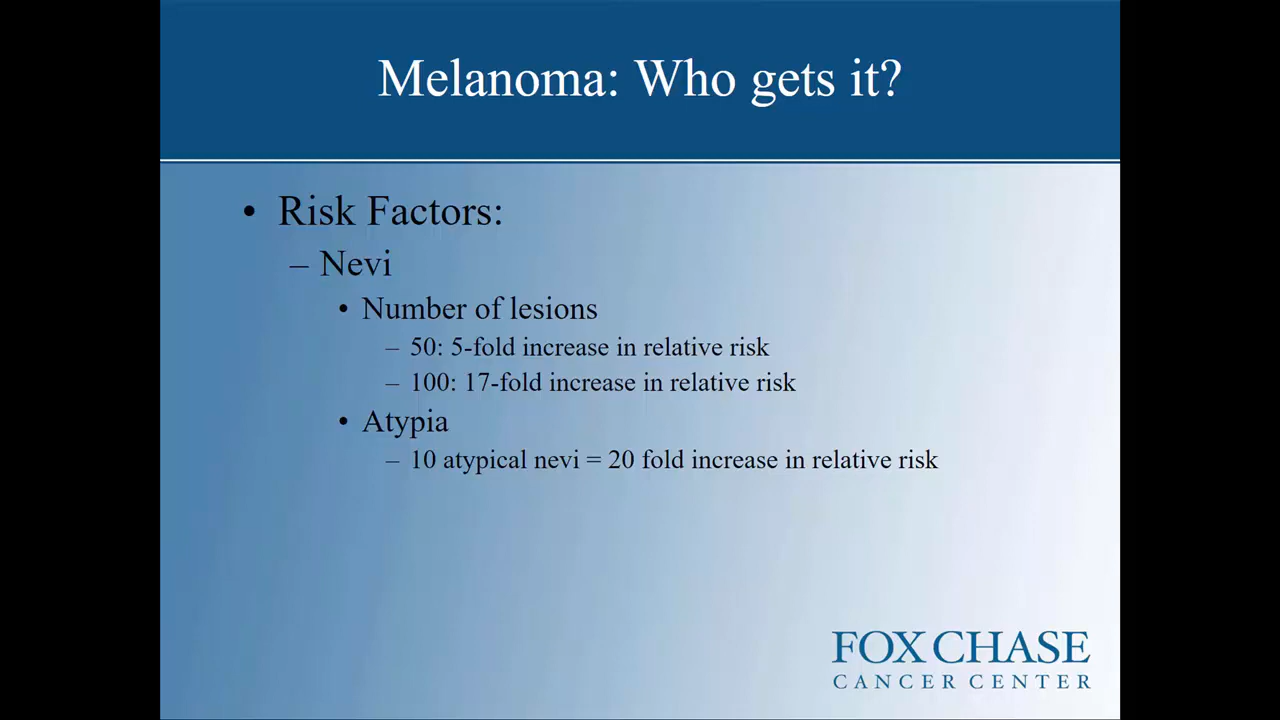 Melanoma: Who gets it?
• Risk Factors:
– Nevi
• Number of lesions
– 50: 5-fold increase in relative risk
– 100: 17-fold increase in relative risk
• Atypia
– 10 atypical nevi = 20 fold increase in relative risk
FOX CHASE
CANCER CENTER